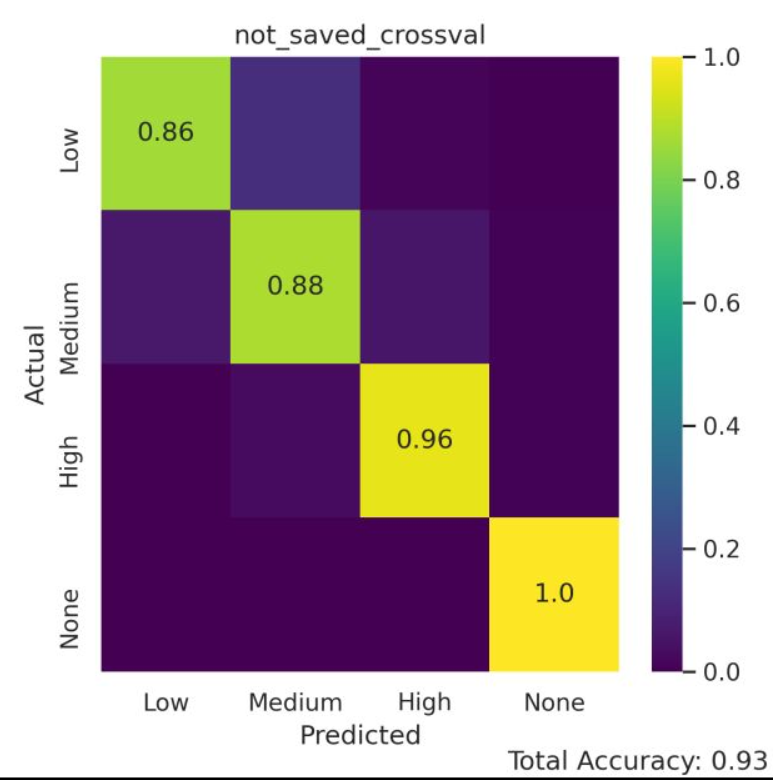 not_saved_crossval
1.0
Low
0.86
0.8
Medium
0.88
0.6
Actual
0.4
High
0.96
0.2
None
1.0
0.0
Low Medium High None
Predicted
Total Accuracy: 0.93